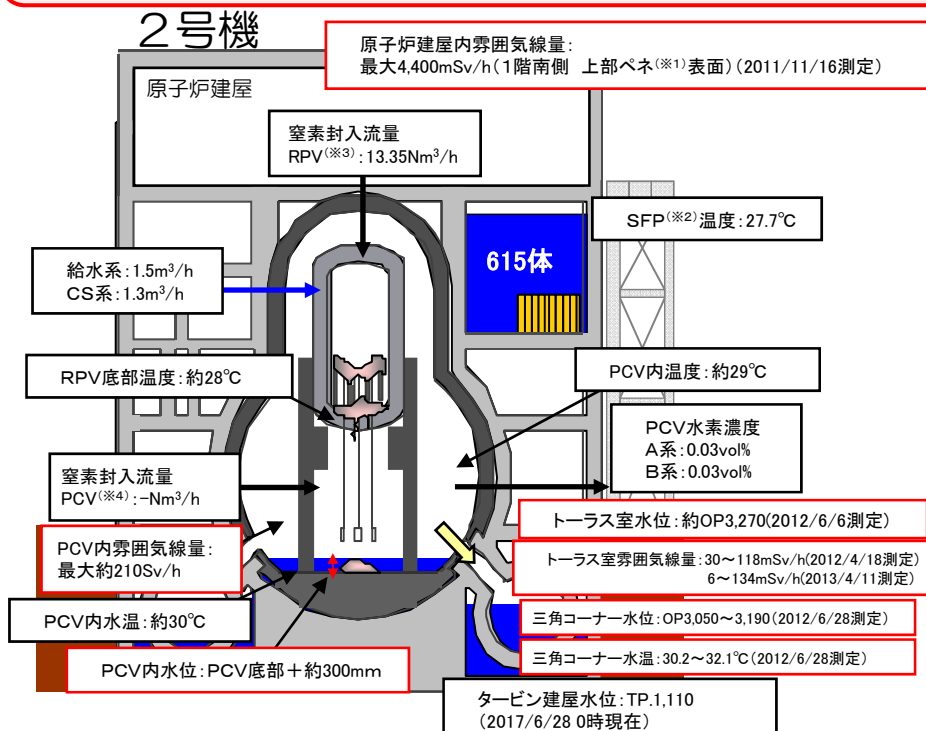 2号機
原子炉建屋内雰囲気線量:
最大4,400mSv/h(1階南側 上部ペネ(※1)表面)(2011/11/16測定)
原子炉建屋
窒素封入流量
RPV(※3):13.35Nm³/h
SFP(※2)温度:27.7℃
615体
給水系:1.5m³/h
CS系:1.3m³/h
RPV底部温度:約28℃
PCV内温度:約29℃
PCV水素濃度
A系:0.03vol%
B系:0.03vol%
窒素封入流量
PCV(※4):-Nm³/h
トーラス室水位:約OP3,270(2012/6/6測定)
PCV内雰囲気線量:
最大約210Sv/h
トーラス室雰囲気線量:30~118mSv/h(2012/4/18測定)
6~134mSv/h(2013/4/11測定)
PCV内水温:約30℃
三角コーナー水位:OP3,050~3,190(2012/6/28測定)
PCV内水位:PCV底部+約300mm
三角コーナー水温:30.2~32.1℃(2012/6/28測定)
タービン建屋水位:TP.1,110
(2017/6/28 0時現在)